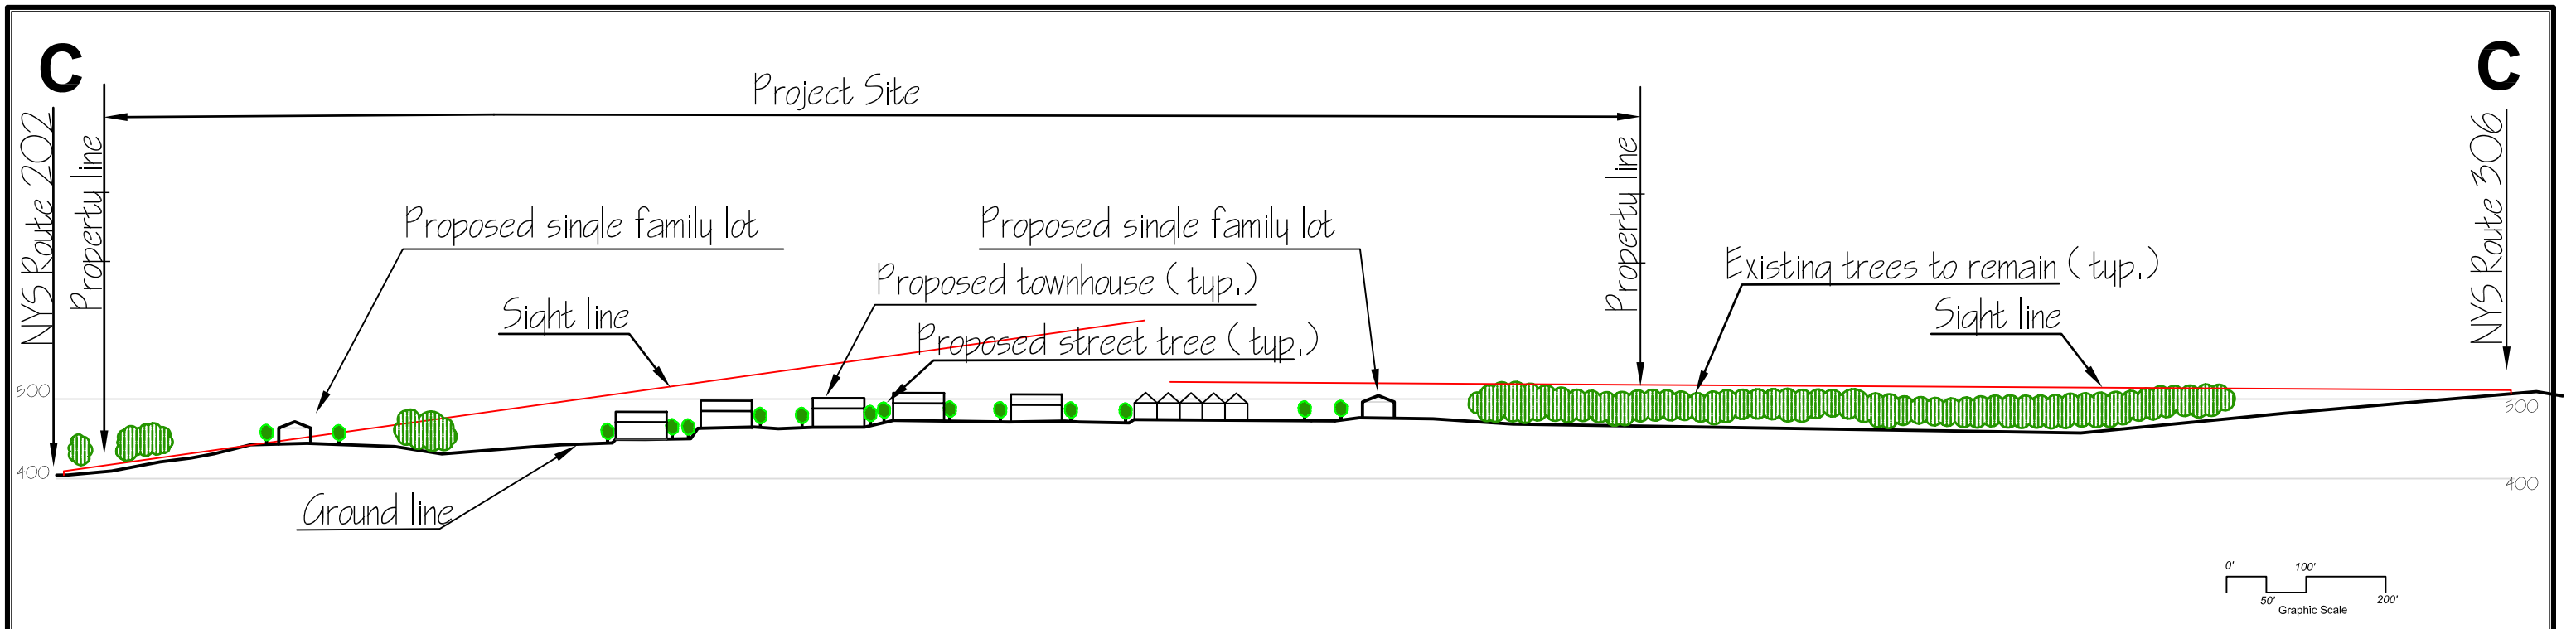 C
C
Project Site
NYS Route 202
Property line
Property line
NYS Route 306
Proposed single family lot
Proposed single family lot
Proposed townhouse (typ.)
Existing trees to remain (typ.)
Sight line
Sight line
Proposed street tree (typ.)
500
500
400
400
Ground line
0'
100'
50'
200'
Graphic Scale